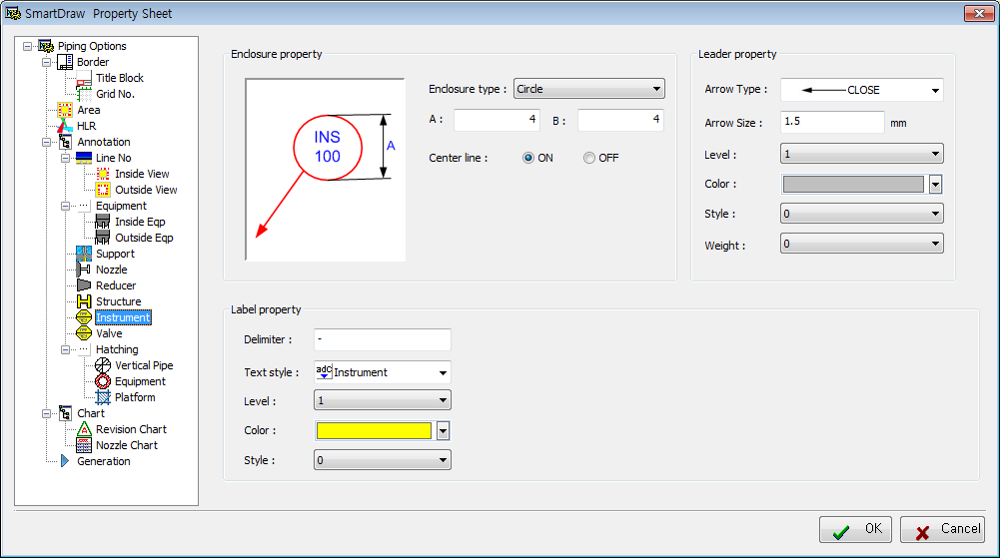 SmartDraw  Property Sheet
Piping Options
Border
Title Block
Grid No.
Area
HLR
Annotation
Line No
Inside View
Outside View
Equipment
Inside Eqp
Outside Eqp
Support
Nozzle
Reducer
Structure
Instrument
Valve
Hatching
Vertical Pipe
Equipment
Platform
Chart
Revision Chart
Nozzle Chart
Generation
Enclosure property
INS
100
A
Enclosure type : Circle
A : 4 B : 4
Center line : ON OFF
Leader property
Arrow Type : CLOSE
Arrow Size : 1.5 mm
Level : 1
Color :
Style : 0
Weight : 0
Label property
Delimiter : -
Text style : adC Instrument
Level : 1
Color :
Style : 0
OK Cancel